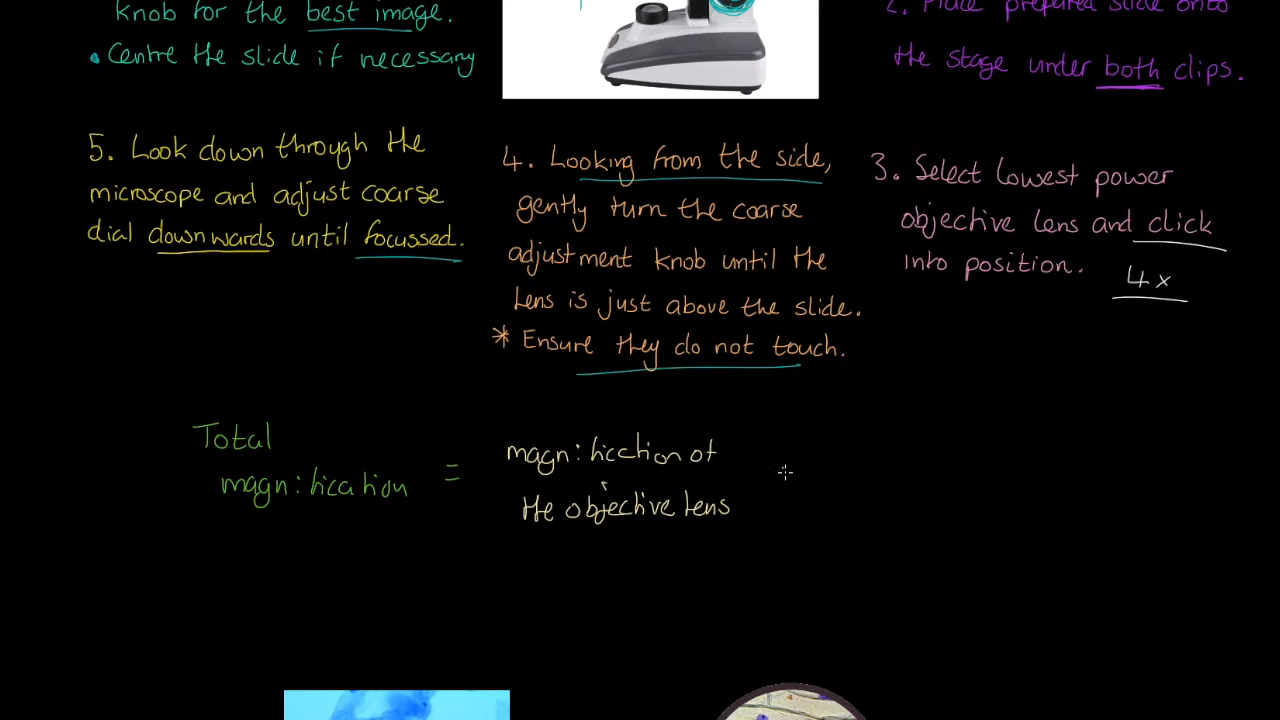 knob for the best image.
• Centre the slide if necessary
2. Place prepared slide onto
the stage under both clips.
5. Look down through the
microscope and adjust coarse
dial downwards until focussed.
4. Looking from the side,
gently turn the coarse
adjustment knob until the
lens is just above the slide.
* Ensure they do not touch.
3. Select lowest power
objective lens and click
into position.
4x
Total
magnification =
magnification of
the objective lens